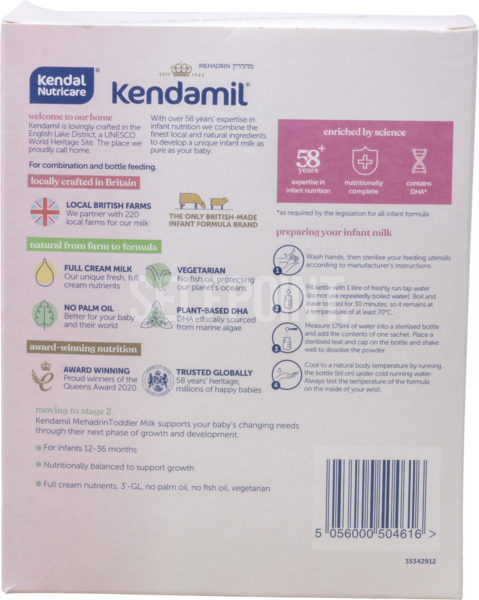 Kendal
Nutricare
MEHADRIN מהדרין
ESTD 1962
Kendamil®
welcome to our home
Kendamil is lovingly crafted in the
English Lake District, a UNESCO
World Heritage Site. The place we
proudly call home.
With over 58 years' expertise in
infant nutrition we combine the
finest local and natural ingredients
to develop a unique infant milk as
pure as your baby.
For combination and bottle feeding.
locally crafted in Britain
LOCAL BRITISH FARMS
We partner with 220
local farms for our milk
THE ONLY BRITISH-MADE
INFANT FORMULA BRAND
natural from farm to formula
FULL CREAM MILK
Our unique fresh, full
cream nutrients
VEGETARIAN
No fish oil, protecting
our planet's oceans
NO PALM OIL
Better for your baby
and their world
PLANT-BASED DHA
DHA ethically sourced
from marine algae
award-winning nutrition
AWARD WINNING
Proud winners of the
Queens Award 2020
TRUSTED GLOBALLY
58 years' heritage,
millions of happy babies
enriched by science
58+
years
expertise in
infant nutrition
nutritionally
complete
contains
DHA*
*as required by the legislation for all infant formula
preparing your infant milk
1
Wash hands, then sterilise your feeding utensils
according to manufacturer's instructions
2
Fill kettle with 1 litre of freshly run tap water
(do not use repeatedly boiled water). Boil and
leave to cool for 30 minutes, so it remains at
a temperature of at least 70°C.
3
Measure 175ml of water into a sterilised bottle
and add the contents of one sachet. Place a
sterilised teat and cap on the bottle and shake
well to dissolve the powder.
4
Cool to a natural body temperature by running
the bottle (lid on) under cold running water.
Always test the temperature of the formula
on the inside of your wrist.
moving to stage 2
Kendamil MehadrinToddler Milk supports your baby's changing needs
through their next phase of growth and development.
For infants 12-36 months
Nutritionally balanced to support growth
Full cream nutrients, 3'-GL, no palm oil, no fish oil, vegetarian
5 056000 504616 >
35342912